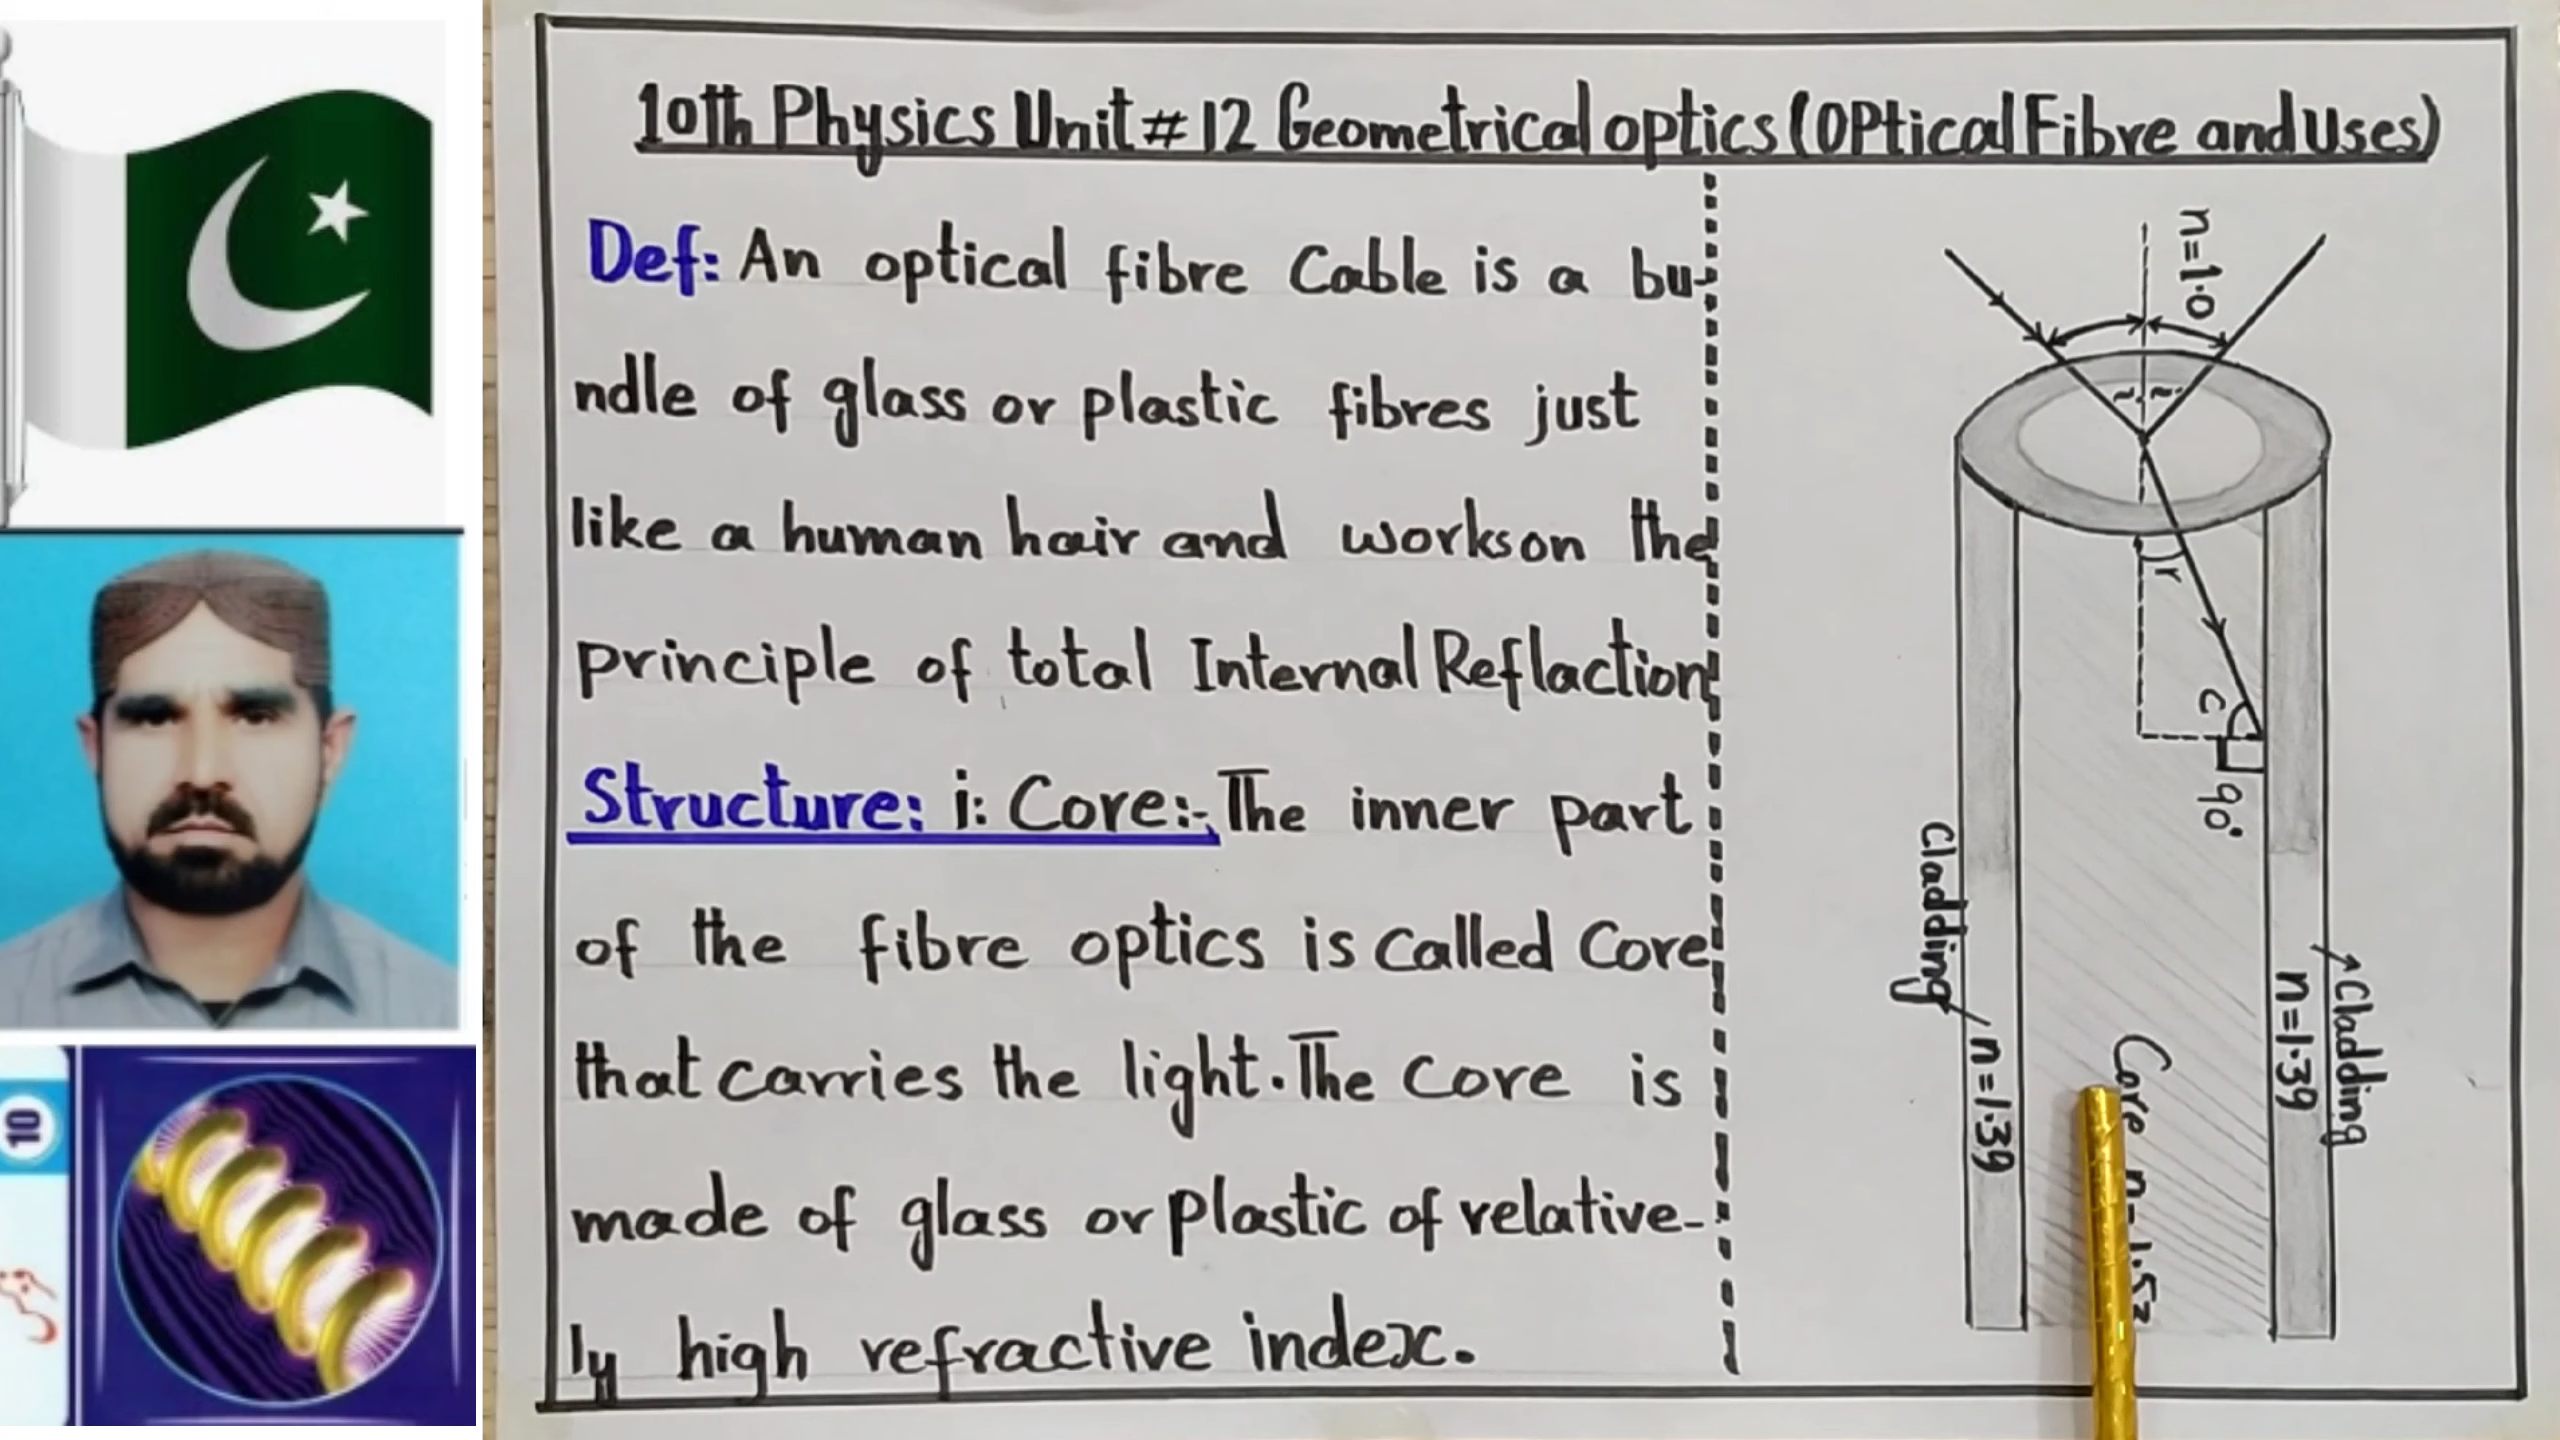 10th Physics Unit # 12 Geometrical optics (OPtical Fibre and Uses)
Def: An optical fibre Cable is a bu-
ndle of glass or plastic fibres just
like a human hair and works on the
principle of total Internal Reflaction
Structure: i: Core:- The inner part
of the fibre optics is called Core
that carries the light. The Core is
made of glass or plastic of relative-
ly high refractive index.
n=1.0
r
C
90°
Cladding
n=1.39
Cladding
n=1.39
Core
10